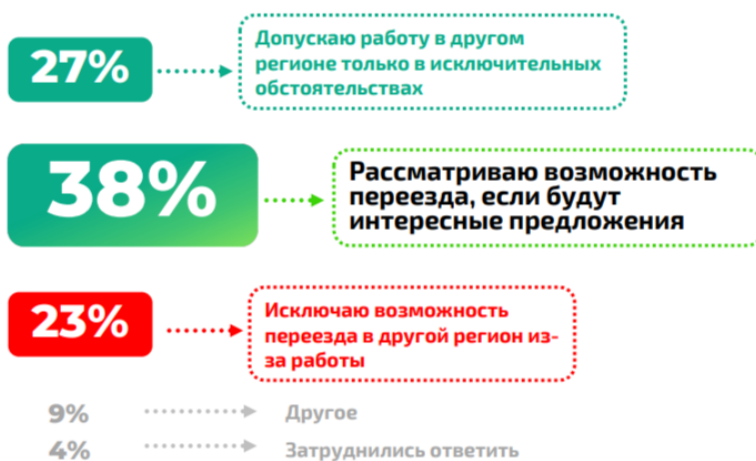 27%
Допускаю работу в другом
регионе только в исключительных
обстоятельствах
38%
Рассматриваю возможность
переезда, если будут
интересные предложения
23%
Исключаю возможность
переезда в другой регион из-
за работы
9% Другое
4% Затруднились ответить